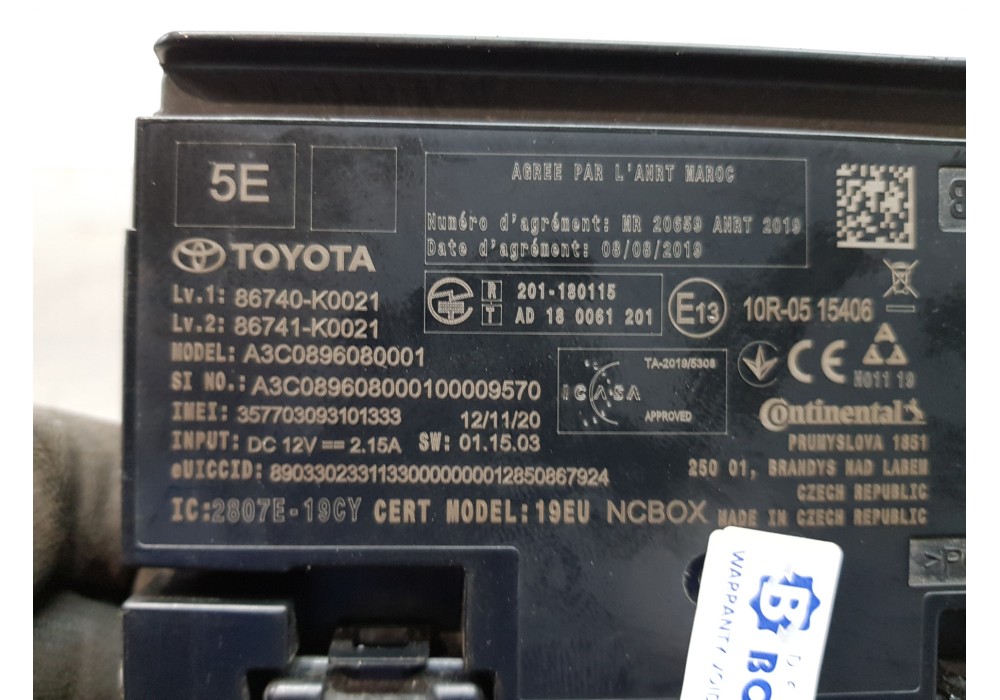 5E
AGREE PAR L'ANRT MAROC
Numéro d'agrément: MR 20659 ANRT 2019
Date d'agrément: 08/08/2019
TOYOTA
Lv.1: 86740-K0021
Lv.2: 86741-K0021
R 201-180115
T AD 18 0061 201
E13
10R-05 15406
MODEL: A3C0896080001
SI NO.: A3C089608000100009570
IMEI: 357703093101333 12/11/20
INPUT: DC 12V 2.15A SW: 01.15.03
eUICCID: 89033023311330000000012850867924
IC:2807E-19CY CERT MODEL:19EU NCBOX
TA-2019/5308
ICASA
APPROVED
CE
N011 19
Continental
PRUMYSLOVA 1851
250 01, BRANDYS NAD LABEM
CZECH REPUBLIC
MADE IN CZECH REPUBLIC
B